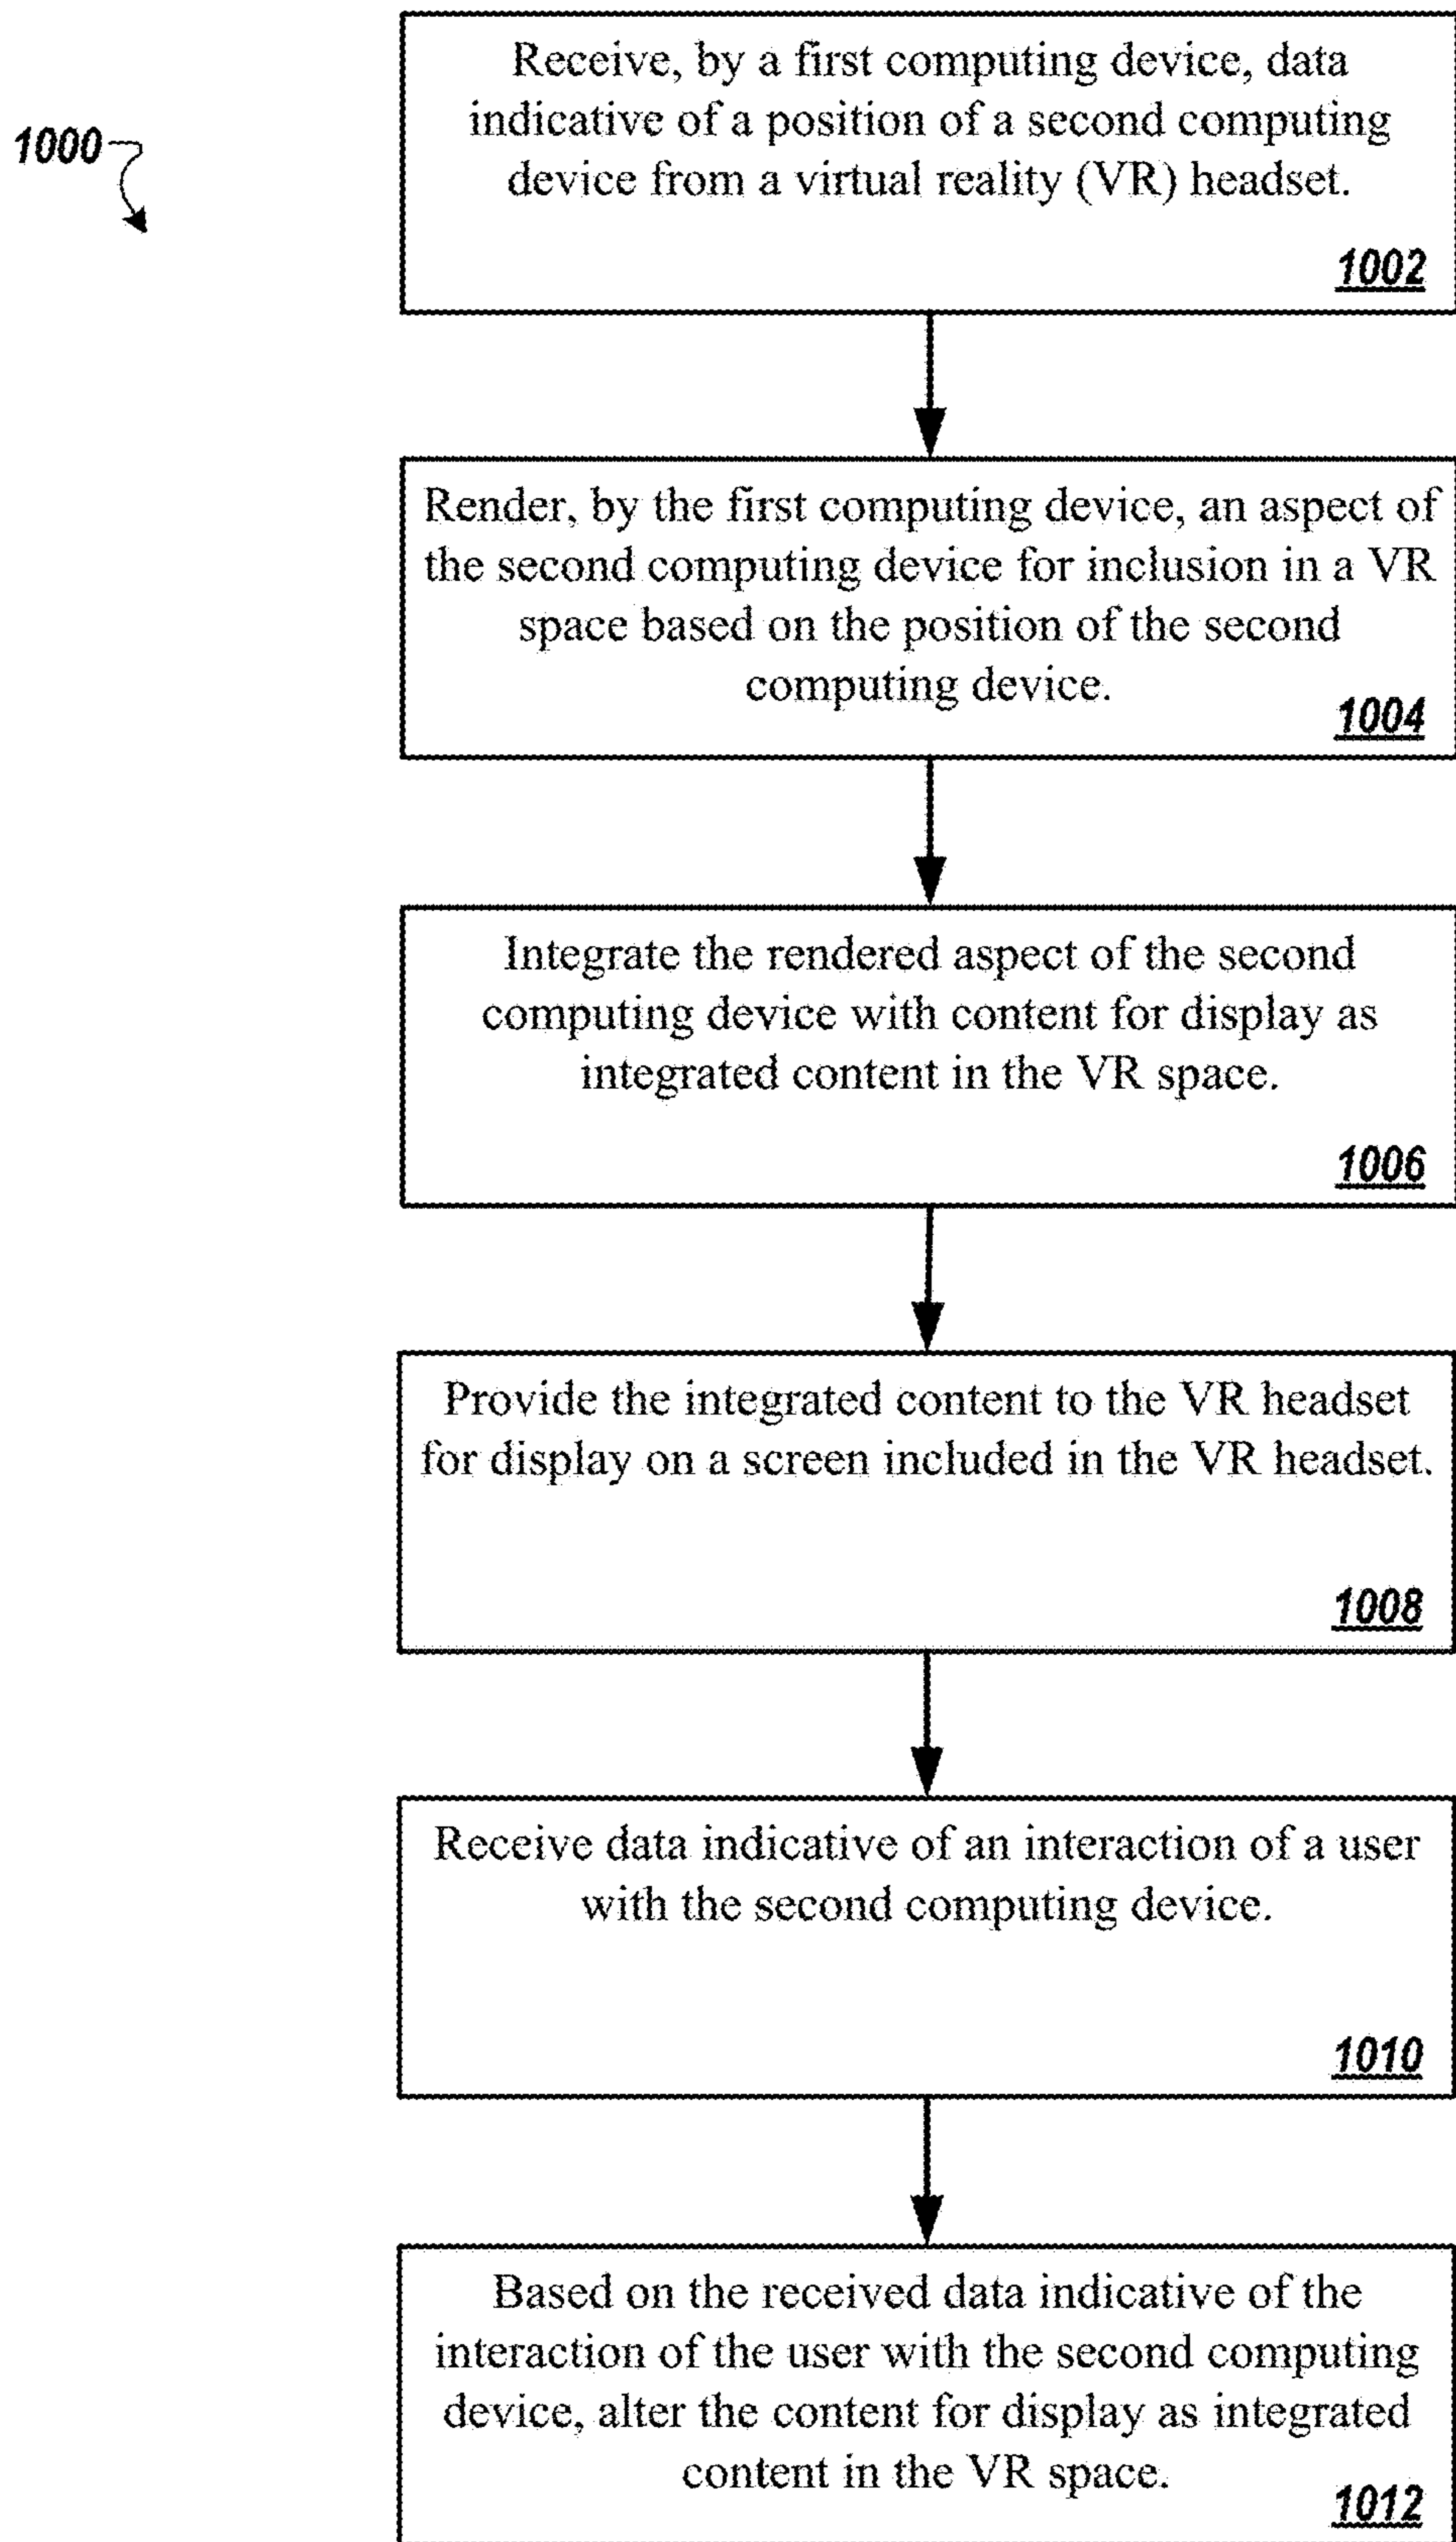 1000
Receive, by a first computing device, data
indicative of a position of a second computing
device from a virtual reality (VR) headset.
1002
Render, by the first computing device, an aspect of
the second computing device for inclusion in a VR
space based on the position of the second
computing device.
1004
Integrate the rendered aspect of the second
computing device with content for display as
integrated content in the VR space.
1006
Provide the integrated content to the VR headset
for display on a screen included in the VR headset.
1008
Receive data indicative of an interaction of a user
with the second computing device.
1010
Based on the received data indicative of the
interaction of the user with the second computing
device, alter the content for display as integrated
content in the VR space.
1012